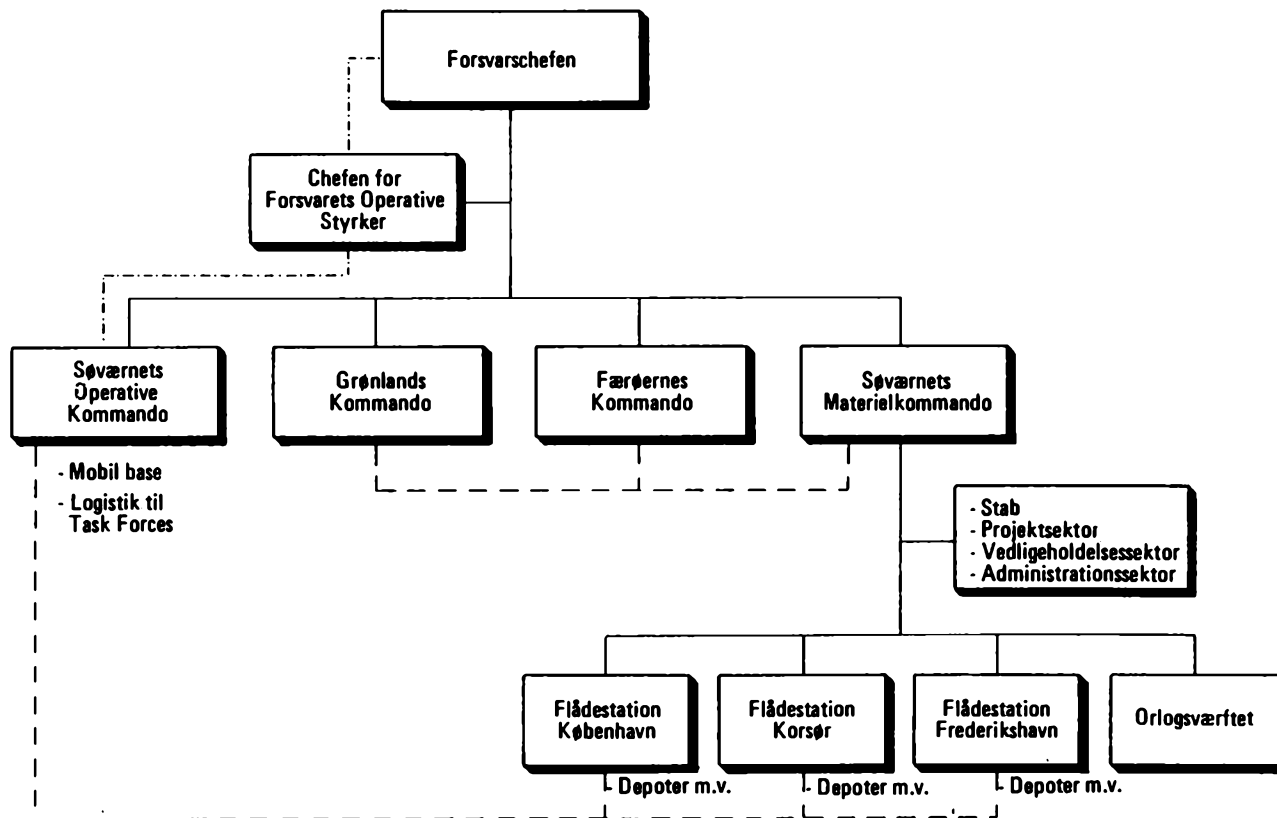 Forsvarschefen
Chefen for
Forsvarets Operative
Styrker
Søværnets
Operative
Kommando
Grønlands
Kommando
Færøernes
Kommando
Søværnets
Materielkommando
- Mobil base
- Logistik til
Task Forces
- Stab
- Projektsektor
- Vedligeholdelsessektor
- Administrationssektor
Flådestation
København
Flådestation
Korsør
Flådestation
Frederikshavn
Orlogsværftet
- Depoter m.v.
- Depoter m.v.
- Depoter m.v.